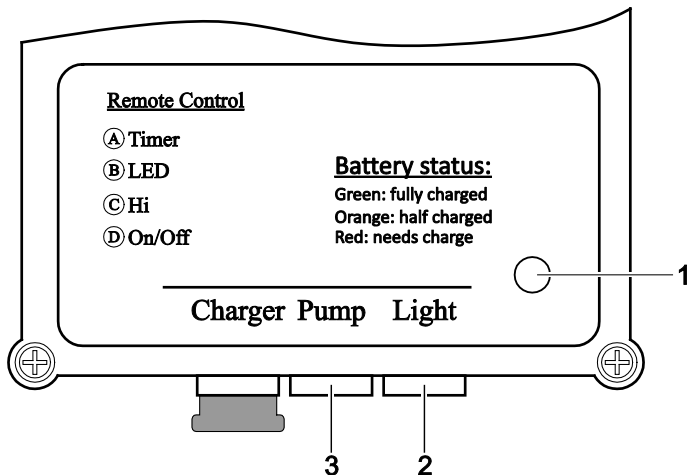 Remote Control
Ⓐ Timer
Ⓑ LED
Ⓒ Hi
Ⓓ On/Off
Battery status:
Green: fully charged
Orange: half charged
Red: needs charge
1
Charger Pump Light
3 2